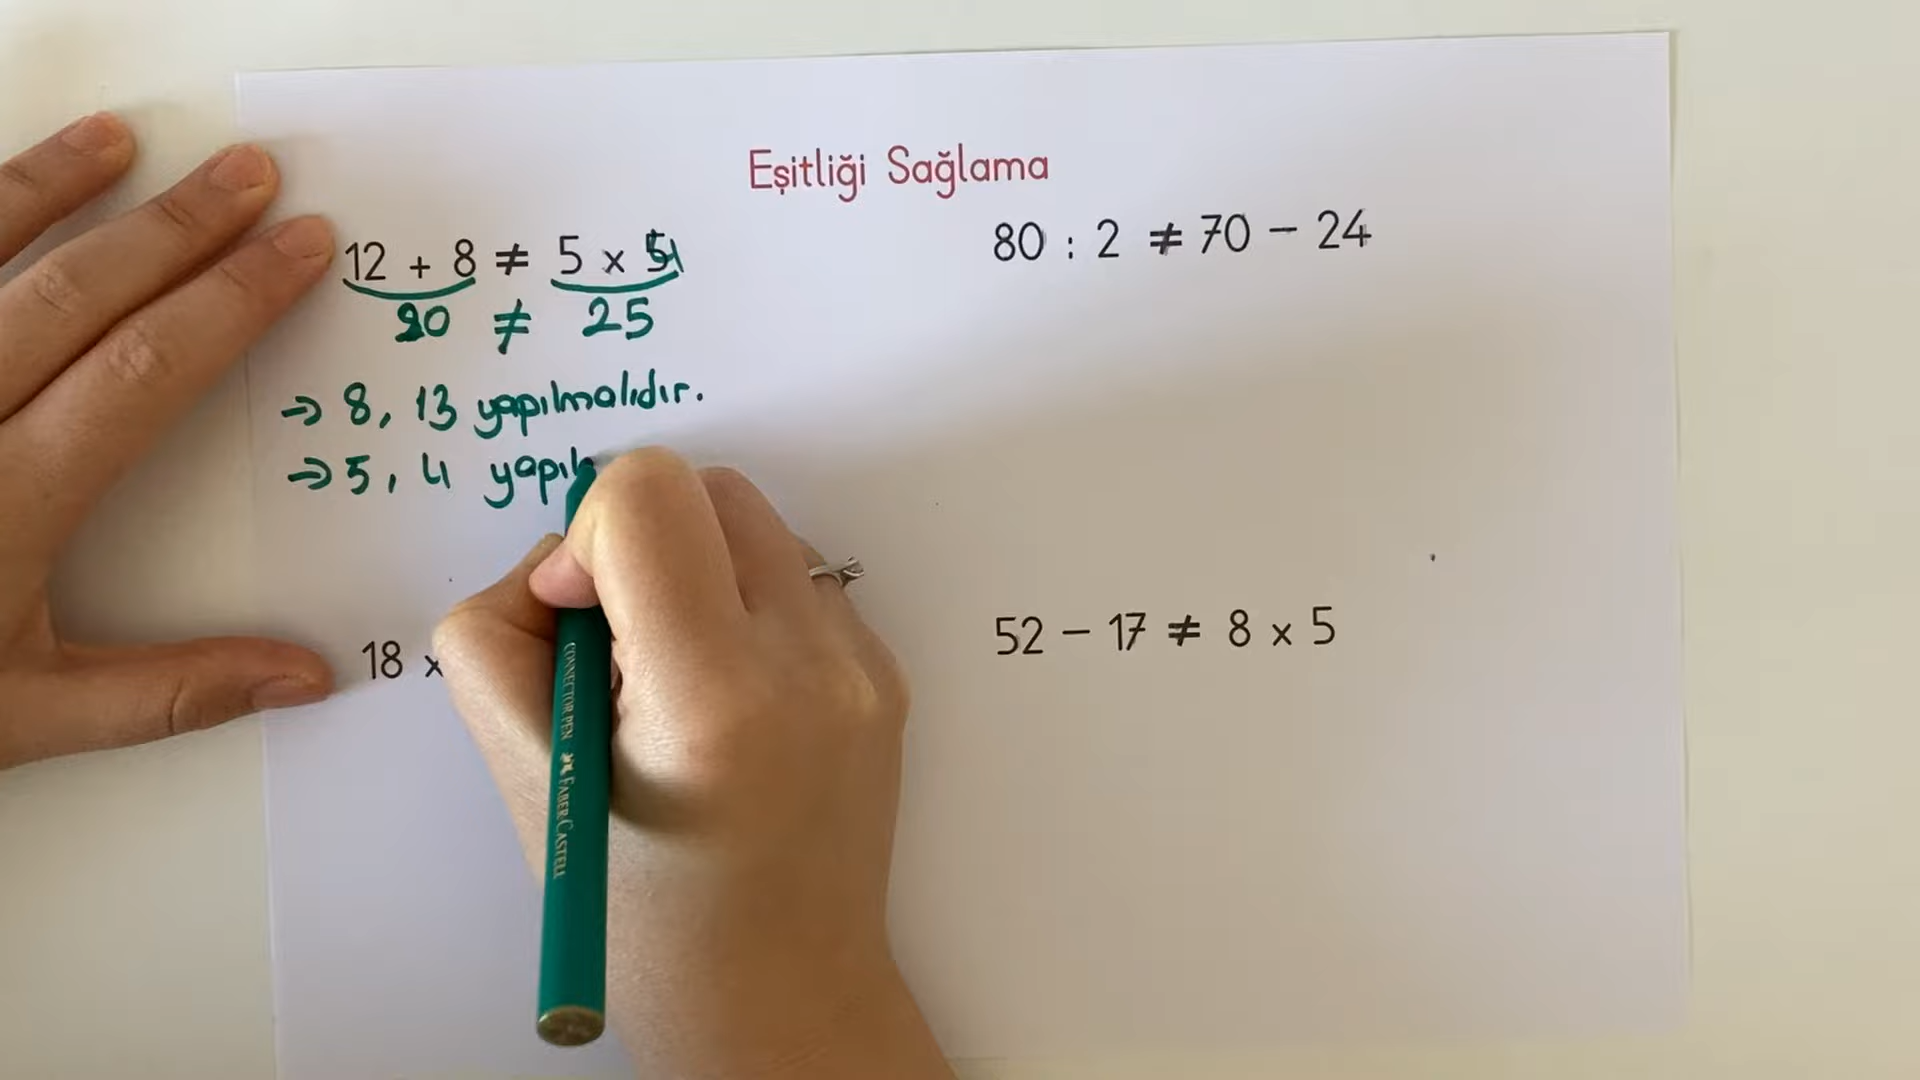 Eşitliği Sağlama
12 + 8 ≠ 5 x 5
20 ≠ 25
→ 8, 13 yapılmalıdır.
→ 5, 4
80 : 2 ≠ 70 - 24
18 x
52 - 17 ≠ 8 x 5
CONNECTOR PEN FABER CASTELL